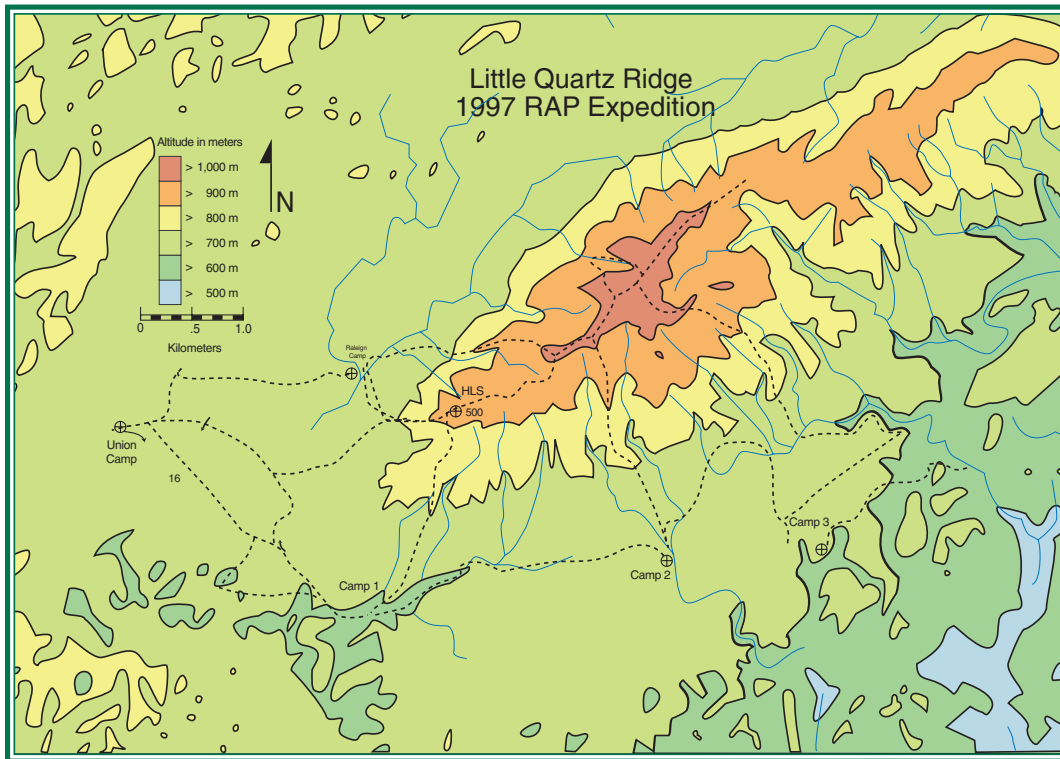 Little Quartz Ridge
1997 RAP Expedition
Altitude in meters
> 1,000 m
> 900 m
> 800 m
> 700 m
> 600 m
> 500 m
N
0 .5 1.0
Kilometers
Raleign
Camp
HLS
500
Union
Camp
16
Camp 3
Camp 2
Camp 1